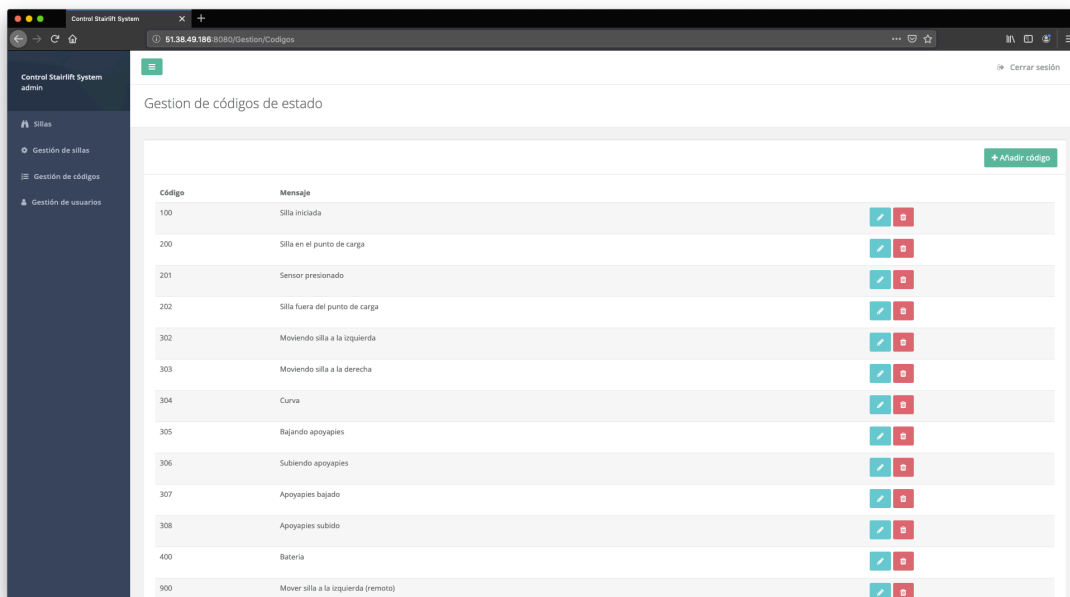 Control Stairlift System
51.38.49.186:8080/Gestion/Codigos
Control Stairlift System
admin
Cerrar sesión
Gestion de códigos de estado
Sillas
Gestión de sillas
Gestión de códigos
Gestión de usuarios
Añadir código
Código Mensaje
100 Silla iniciada
200 Silla en el punto de carga
201 Sensor presionado
202 Silla fuera del punto de carga
302 Moviendo silla a la izquierda
303 Moviendo silla a la derecha
304 Curva
305 Bajando apoyapies
306 Subiendo apoyapies
307 Apoyapies bajado
308 Apoyapies subido
400 Bateria
900 Mover silla a la izquierda (remoto)